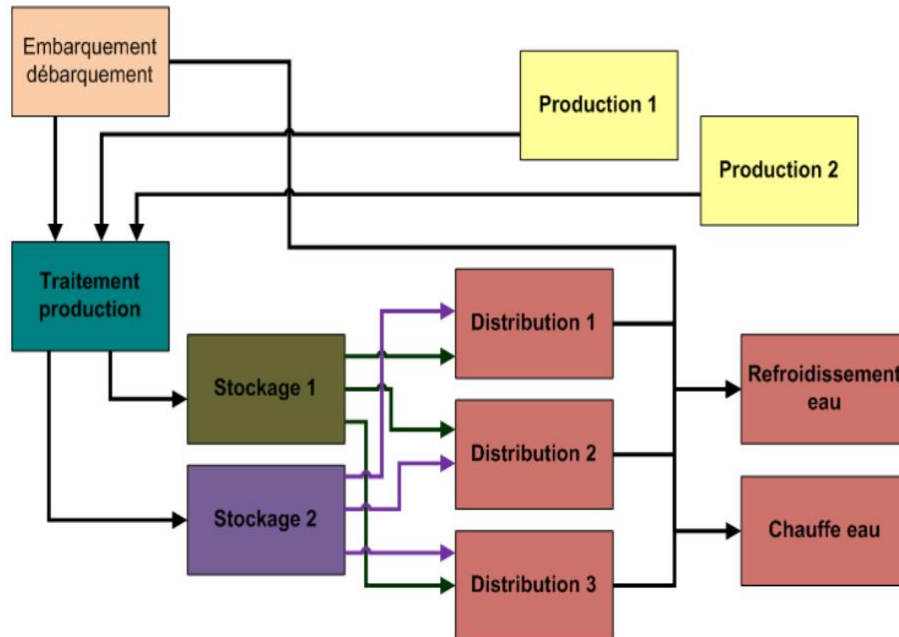 Embarquement
débarquement
Production 1
Production 2
Traitement
production
Distribution 1
Stockage 1
Refroidissement
eau
Distribution 2
Stockage 2
Chauffe eau
Distribution 3